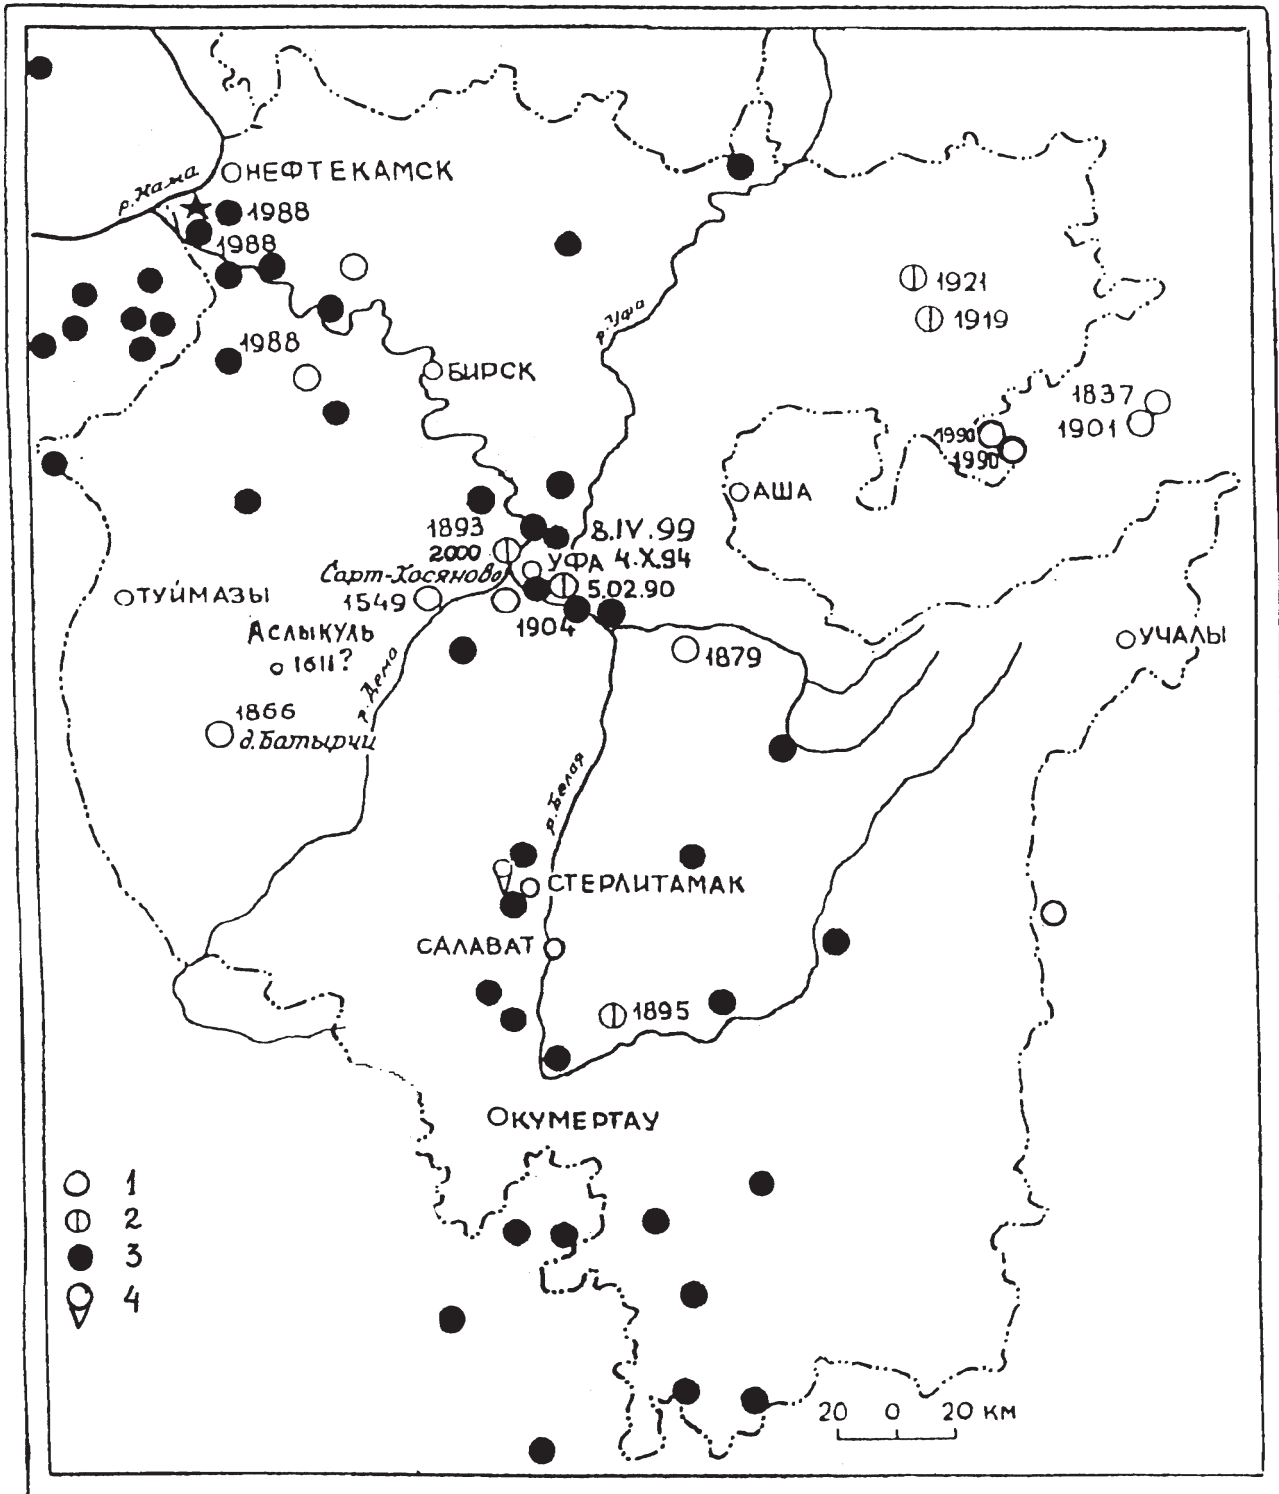 НЕФТЕКАМСК
р. Кама
1988
1988
1921
р. Уфа
1919
1988
БИРСК
1837
1901
1990
1990
АША
1893
8.IV.99
2000
УФА 4.X.94
Сарт-Хосяново
5.02.90
ТУЙМАЗЫ
1549
1904
АСЛЫКУЛЬ
1611?
УЧАЛЫ
1879
р. Дема
1866
д. Батырчи
р. Белая
СТЕРЛИТАМАК
САЛАВАТ
1895
КУМЕРТАУ
1
2
3
4
20 0 20 КМ